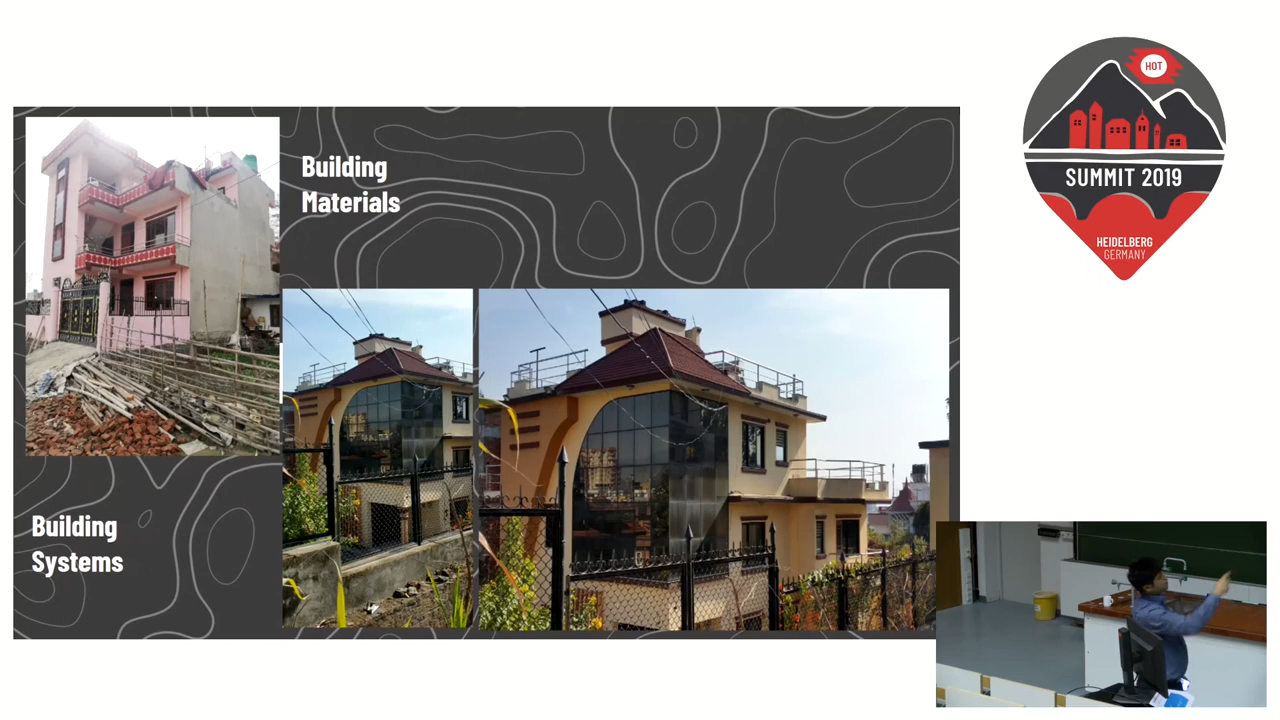 Building
Materials
Building
Systems
HOT
SUMMIT 2019
HEIDELBERG
GERMANY